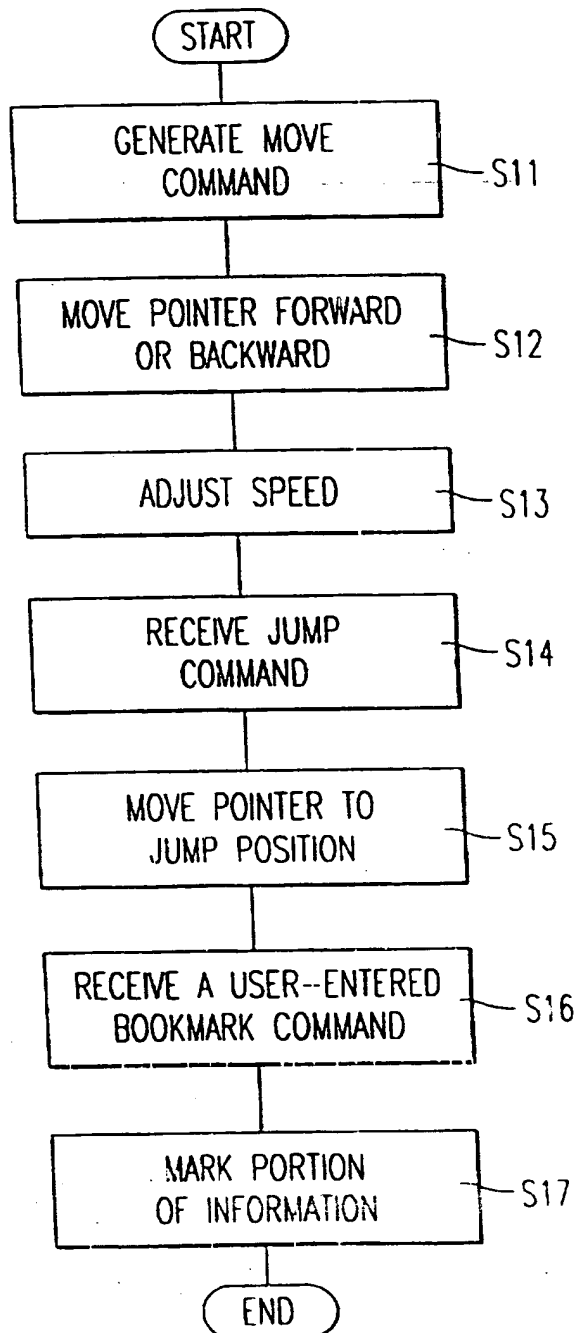 START
GENERATE MOVE
COMMAND
S11
MOVE POINTER FORWARD
OR BACKWARD
S12
ADJUST SPEED
S13
RECEIVE JUMP
COMMAND
S14
MOVE POINTER TO
JUMP POSITION
S15
RECEIVE A USER--ENTERED
BOOKMARK COMMAND
S16
MARK PORTION
OF INFORMATION
S17
END